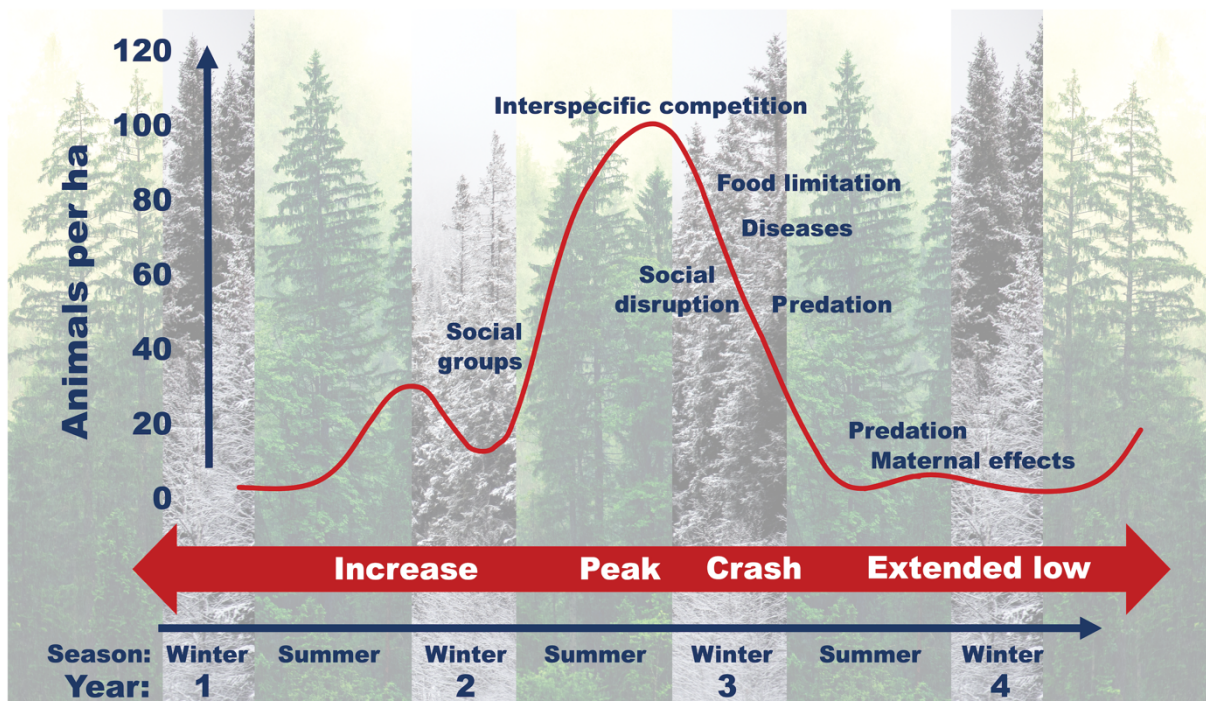 Animals per ha
120
100
80
60
40
20
0
Interspecific competition
Food limitation
Diseases
Social
disruption
Predation
Social
groups
Predation
Maternal effects
Increase Peak Crash Extended low
Season: Winter Summer Winter Summer Winter Summer Winter
Year: 1 2 3 4